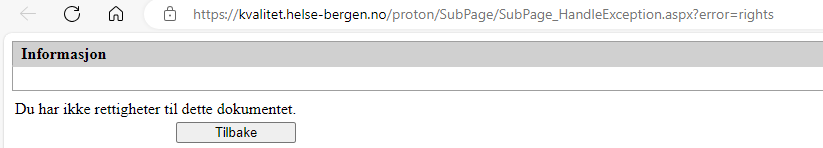 https://kvalitet.helse-bergen.no/proton/SubPage/SubPage_HandleException.aspx?error=rights
Informasjon
Du har ikke rettigheter til dette dokumentet.
Tilbake